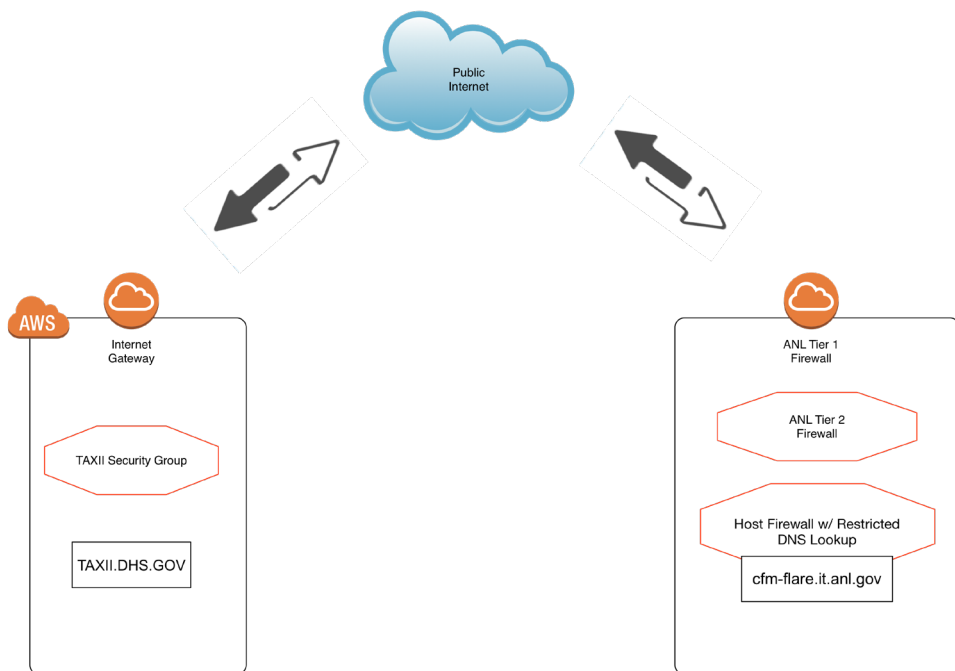 Public
Internet
AWS
Internet
Gateway
TAXII Security Group
TAXII.DHS.GOV
ANL Tier 1
Firewall
ANL Tier 2
Firewall
Host Firewall w/ Restricted
DNS Lookup
cfm-flare.it.anl.gov